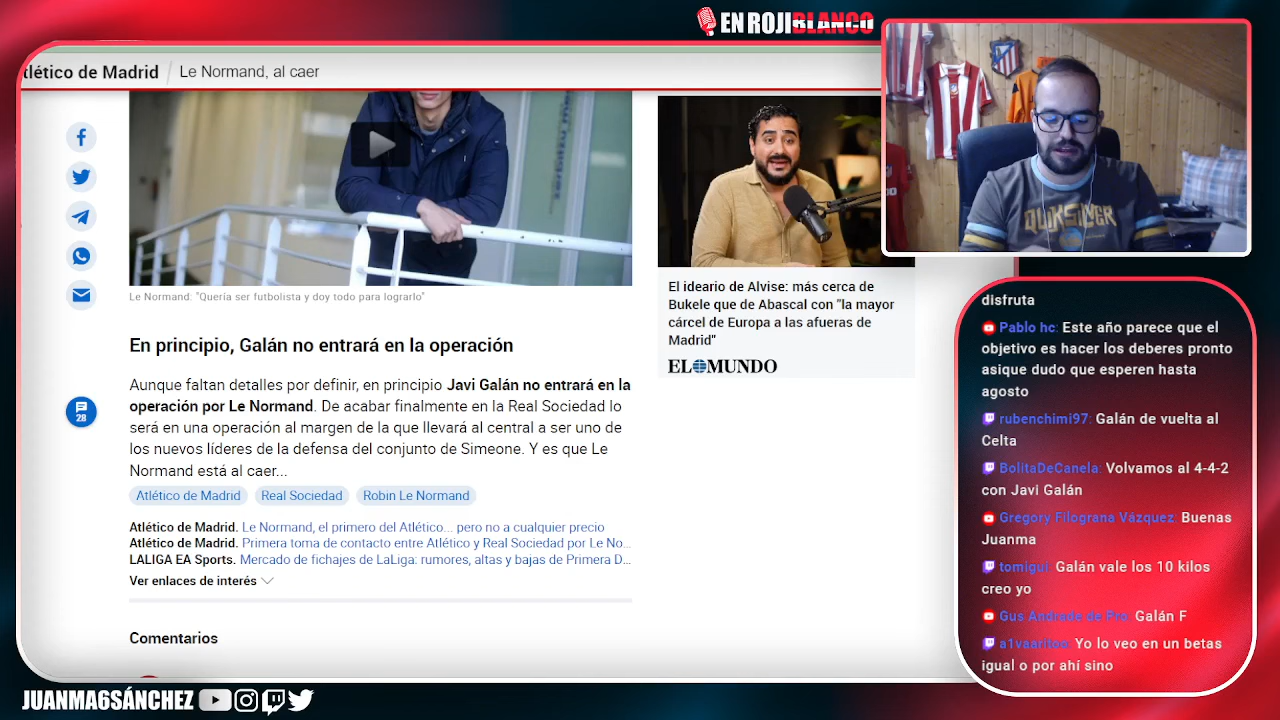 EN ROJIBLANCO
tlético de Madrid
Le Normand, al caer
Le Normand: "Quería ser futbolista y doy todo para lograrlo"
En principio, Galán no entrará en la operación
Aunque faltan detalles por definir, en principio Javi Galán no entrará en la
operación por Le Normand. De acabar finalmente en la Real Sociedad lo
será en una operación al margen de la que llevará al central a ser uno de
los nuevos líderes de la defensa del conjunto de Simeone. Y es que Le
Normand está al caer...
28
Atlético de Madrid
Real Sociedad
Robin Le Normand
Atlético de Madrid. Le Normand, el primero del Atlético... pero no a cualquier precio
Atlético de Madrid. Primera toma de contacto entre Atlético y Real Sociedad por Le No...
LALIGA EA Sports. Mercado de fichajes de LaLiga: rumores, altas y bajas de Primera D...
Ver enlaces de interés
Comentarios
El ideario de Alvise: más cerca de
Bukele que de Abascal con "la mayor
cárcel de Europa a las afueras de
Madrid"
EL MUNDO
QUIKSILVER
disfruta
Pablo hc: Este año parece que el
objetivo es hacer los deberes pronto
asique dudo que esperen hasta
agosto
rubenchimi97: Galán de vuelta al
Celta
BolitaDeCanela: Volvamos al 4-4-2
con Javi Galán
Gregory Filograna Vázquez: Buenas
Juanma
tomigui: Galán vale los 10 kilos
creo yo
Gus Andrade de Pro: Galán F
a1vaaritoo: Yo lo veo en un betas
igual o por ahí sino
JUANMA6SÁNCHEZ